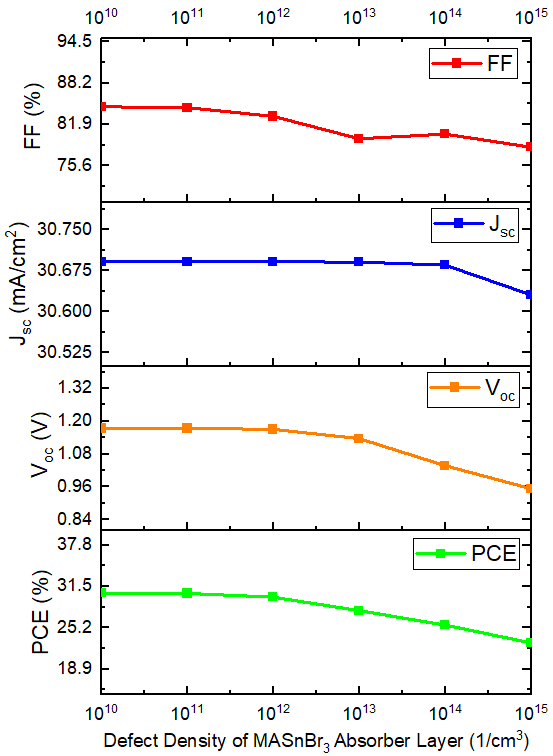 10^10 10^11 10^12 10^13 10^14 10^15
94.5
88.2
81.9
75.6
FF (%)
FF
30.750
30.675
30.600
30.525
J_sc (mA/cm^2)
J_sc
1.32
1.20
1.08
0.96
0.84
V_oc (V)
V_oc
37.8
31.5
25.2
18.9
PCE (%)
PCE
10^10 10^11 10^12 10^13 10^14 10^15
Defect Density of MASnBr_3 Absorber Layer (1/cm^3)